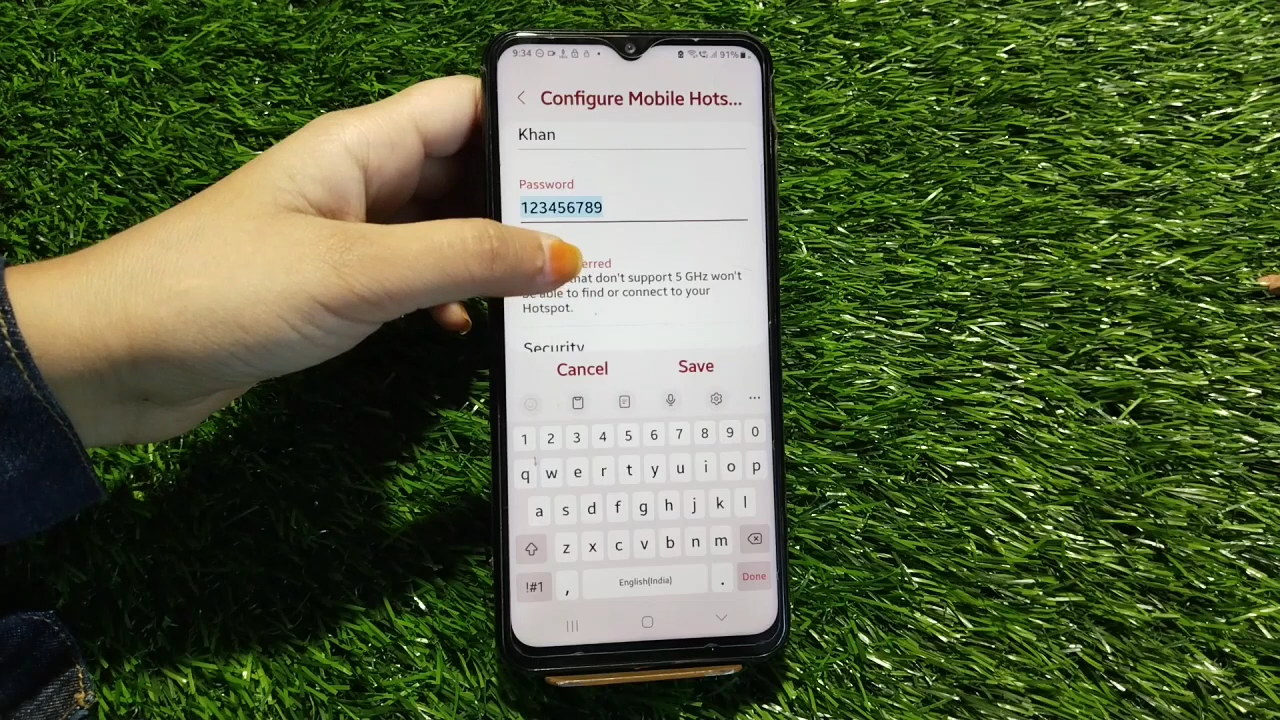 9:34 91%
Configure Mobile Hots...
Khan
Password
123456789
erred
that don't support 5 GHz won't
be able to find or connect to your
Hotspot.
Security
Cancel Save
1 2 3 4 5 6 7 8 9 0
q w e r t y u i o p
a s d f g h j k l
z x c v b n m
!#1 , English(India) . Done